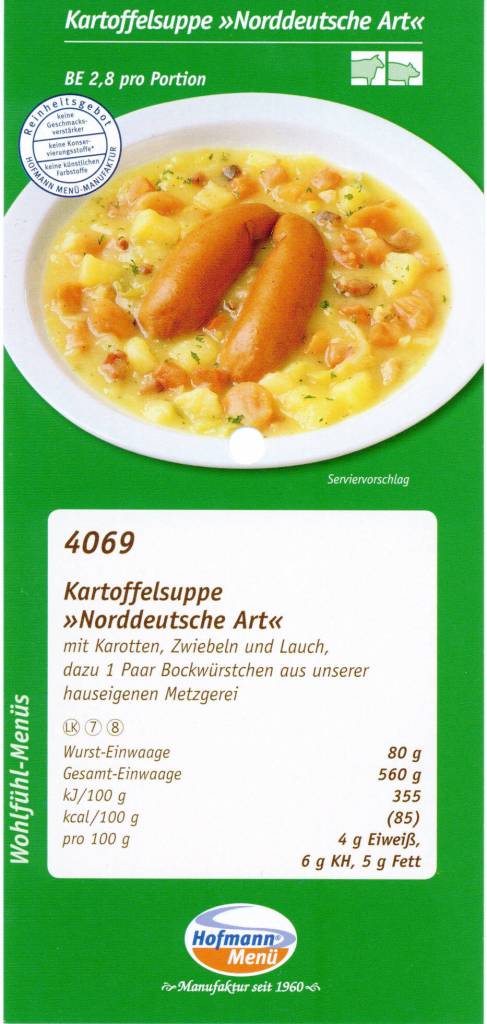 Kartoffelsuppe »Norddeutsche Art«
BE 2,8 pro Portion
Reinheitsgebot
keine
Geschmacks-
verstärker
keine Konser-
vierungsstoffe*
keine künstlichen
Farbstoffe
HOFMANN MENÜ-MANUFAKTUR
Serviervorschlag
4069
Kartoffelsuppe
»Norddeutsche Art«
mit Karotten, Zwiebeln und Lauch,
dazu 1 Paar Bockwürstchen aus unserer
hauseigenen Metzgerei
LK 7 8
Wurst-Einwaage 80 g
Gesamt-Einwaage 560 g
kJ/100 g 355
kcal/100 g (85)
pro 100 g 4 g Eiweiß,
6 g KH, 5 g Fett
Wohlfühl-Menüs
Hofmann®
Menü
Manufaktur seit 1960